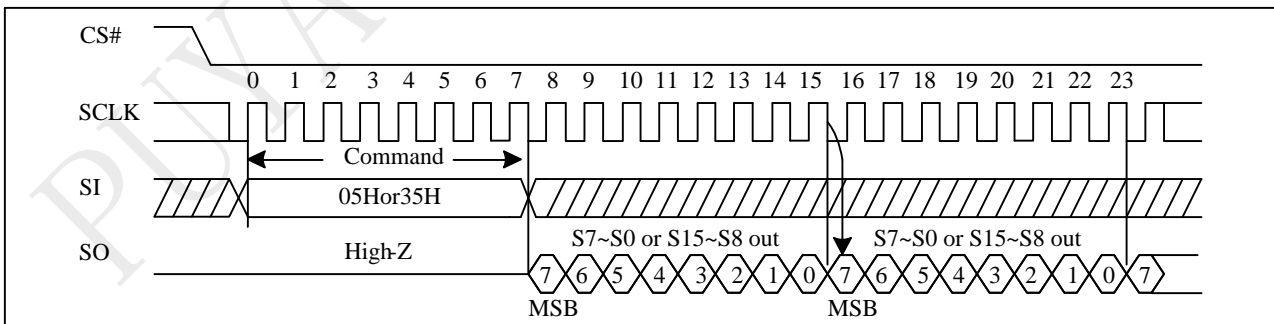 CS#
0 1 2 3 4 5 6 7 8 9 10 11 12 13 14 15 16 17 18 19 20 21 22 23
SCLK
Command
SI
05Hor35H
S7~S0 or S15~S8 out S7~S0 or S15~S8 out
SO
High-Z
7 6 5 4 3 2 1 0 7 6 5 4 3 2 1 0 7
MSB MSB
PUYA